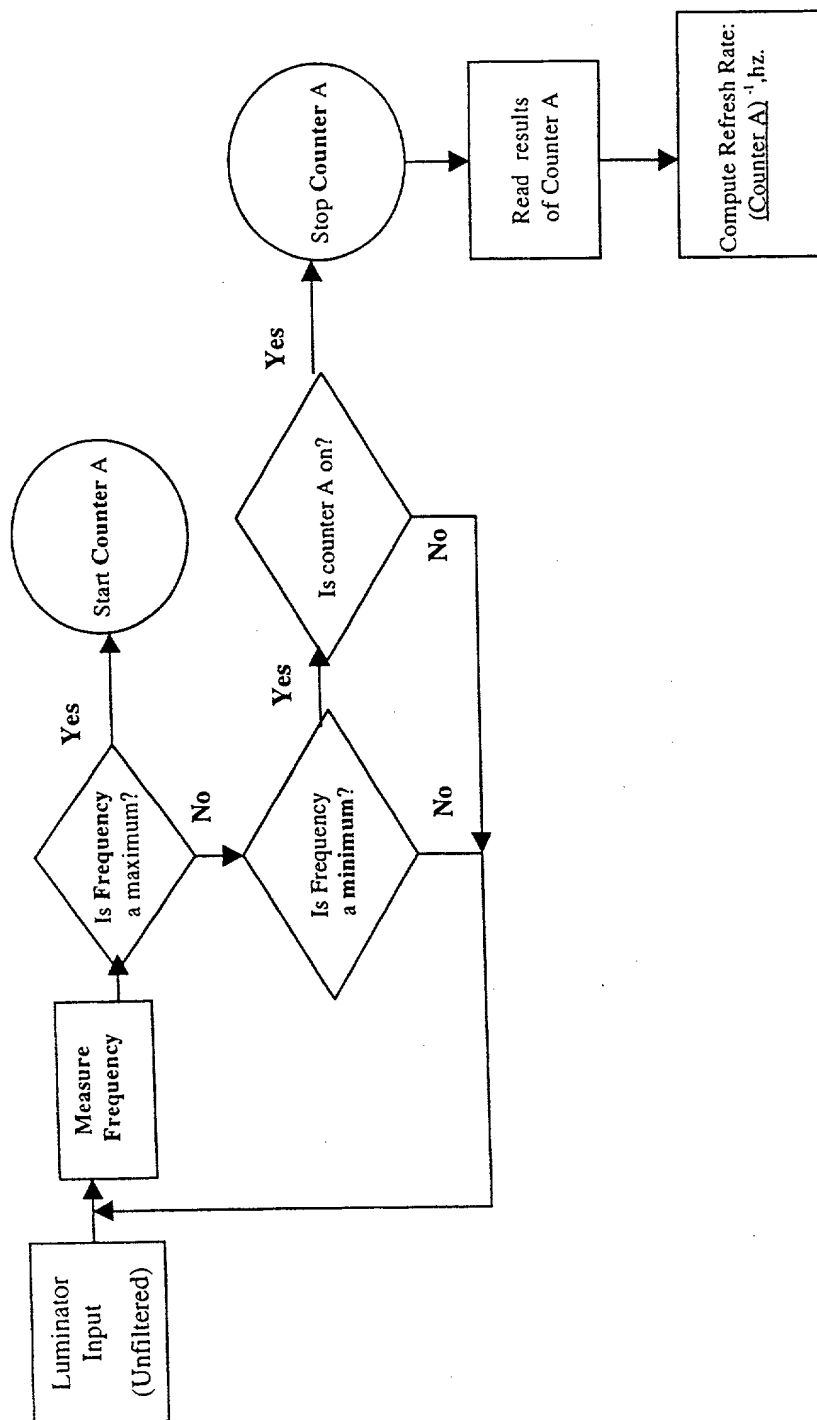 Luminator
Input
(Unfiltered)
Measure
Frequency
Is Frequency
a maximum?
Yes
Start Counter A
No
Is Frequency
a minimum?
Yes
No
Is counter A on?
Yes
No
Stop Counter A
Read results
of Counter A
Compute Refresh Rate:
(Counter A) ⁻¹,hz.